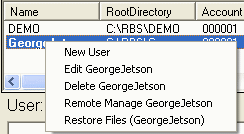 Name RootDirectory Account
DEMO C:\RBS\DEMO 000001
GeorgeJetson 000001
New User
Edit GeorgeJetson
Delete GeorgeJetson
Remote Manage GeorgeJetson
Restore Files (GeorgeJetson)
User: